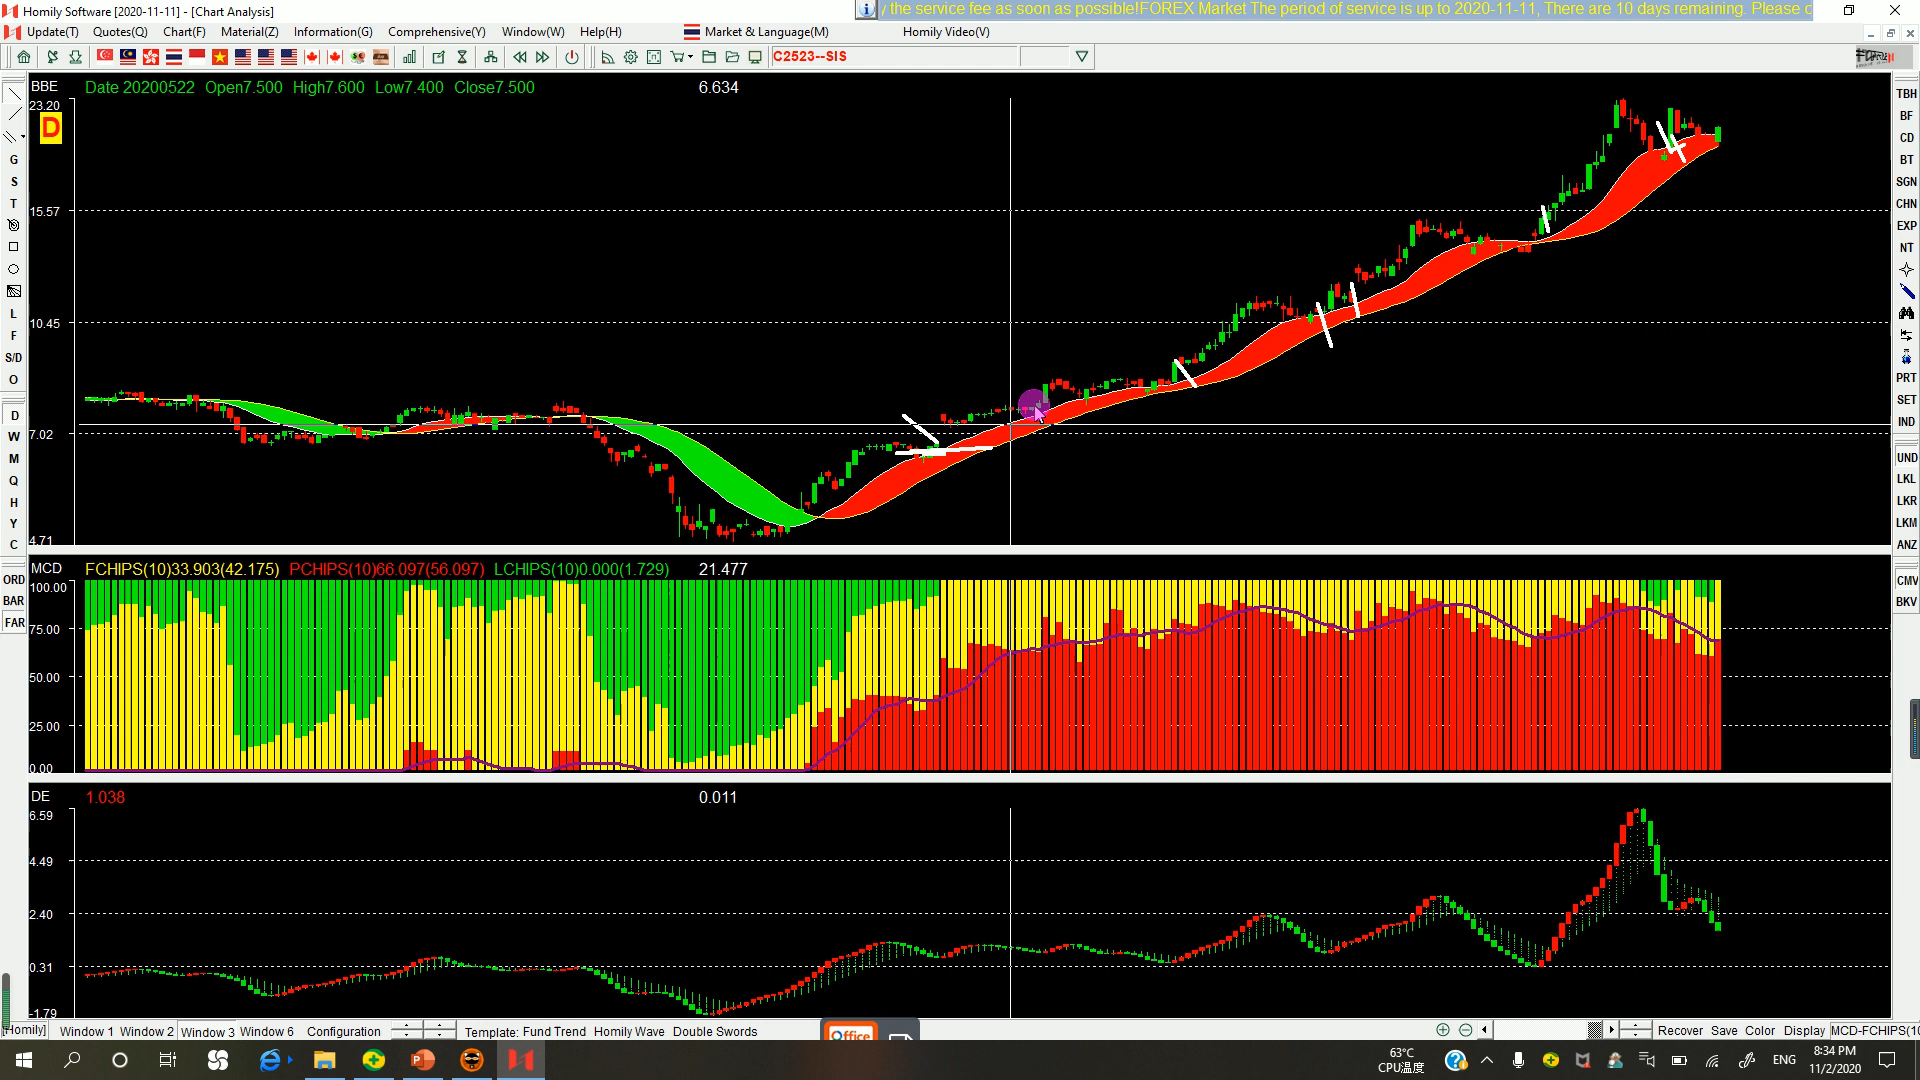 Homily Software [2020-11-11] - [Chart Analysis]
y the service fee as soon as possible!FOREX Market The period of service is up to 2020-11-11, There are 10 days remaining. Please c
Update(T) Quotes(Q) Chart(F) Material(Z) Information(G) Comprehensive(Y) Window(W) Help(H) Market & Language(M) Homily Video(V)
C2523--SIS
BBE Date 20200522 Open7.500 High7.600 Low7.400 Close7.500 6.634
23.20
D
15.57
10.45
7.02
4.71
MCD FCHIPS(10)33.903(42.175) PCHIPS(10)66.097(56.097) LCHIPS(10)0.000(1.729) 21.477
100.00
75.00
50.00
25.00
0.00
DE 1.038 0.011
6.59
4.49
2.40
0.31
-1.79
G
S
T
L
F
S/D
O
D
W
M
Q
H
Y
C
ORD
BAR
FAR
TBH
BF
CD
BT
SGN
CHN
EXP
NT
PRT
SET
IND
UND
LKL
LKR
LKM
ANZ
CMV
BKV
[Homily] Window 1 Window 2 Window 3 Window 6 Configuration Template: Fund Trend Homily Wave Double Swords Office Recover Save Color Display MCD-FCHIPS(10
63°C
CPU温度
ENG
8:34 PM
11/2/2020